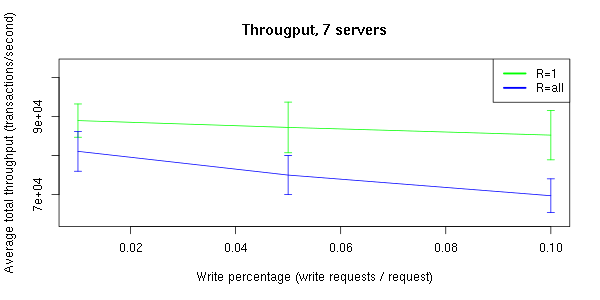 Througput, 7 servers
R=1
R=all
Average total throughput (transactions/second)
9e+04
7e+04
0.02 0.04 0.06 0.08 0.10
Write percentage (write requests / request)